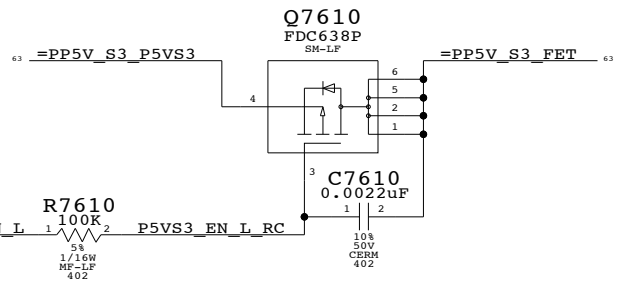 Q7610
FDC638P
SM-LF
63 =PP5V_S3_P5VS3
=PP5V_S3_FET 63
4
6
5
2
1
3
C7610
0.0022uF
1 2
10%
50V
CERM
402
R7610
100K
N_L 1 2 P5VS3_EN_L_RC
5%
1/16W
MF-LF
402